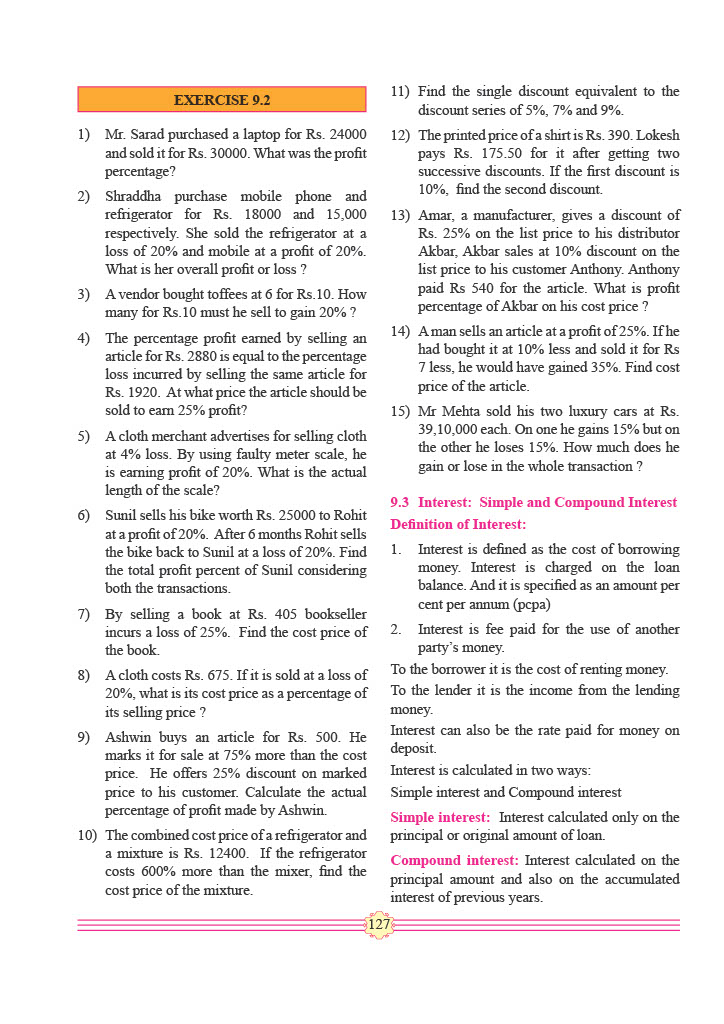 EXERCISE 9.2
1) Mr. Sarad purchased a laptop for Rs. 24000
and sold it for Rs. 30000. What was the profit
percentage?
2) Shraddha purchase mobile phone and
refrigerator for Rs. 18000 and 15,000
respectively. She sold the refrigerator at a
loss of 20% and mobile at a profit of 20%.
What is her overall profit or loss ?
3) A vendor bought toffees at 6 for Rs.10. How
many for Rs.10 must he sell to gain 20% ?
4) The percentage profit earned by selling an
article for Rs. 2880 is equal to the percentage
loss incurred by selling the same article for
Rs. 1920. At what price the article should be
sold to earn 25% profit?
5) A cloth merchant advertises for selling cloth
at 4% loss. By using faulty meter scale, he
is earning profit of 20%. What is the actual
length of the scale?
6) Sunil sells his bike worth Rs. 25000 to Rohit
at a profit of 20%. After 6 months Rohit sells
the bike back to Sunil at a loss of 20%. Find
the total profit percent of Sunil considering
both the transactions.
7) By selling a book at Rs. 405 bookseller
incurs a loss of 25%. Find the cost price of
the book.
8) A cloth costs Rs. 675. If it is sold at a loss of
20%, what is its cost price as a percentage of
its selling price ?
9) Ashwin buys an article for Rs. 500. He
marks it for sale at 75% more than the cost
price. He offers 25% discount on marked
price to his customer. Calculate the actual
percentage of profit made by Ashwin.
10) The combined cost price of a refrigerator and
a mixture is Rs. 12400. If the refrigerator
costs 600% more than the mixer, find the
cost price of the mixture.
11) Find the single discount equivalent to the
discount series of 5%, 7% and 9%.
12) The printed price of a shirt is Rs. 390. Lokesh
pays Rs. 175.50 for it after getting two
successive discounts. If the first discount is
10%, find the second discount.
13) Amar, a manufacturer, gives a discount of
Rs. 25% on the list price to his distributor
Akbar, Akbar sales at 10% discount on the
list price to his customer Anthony. Anthony
paid Rs 540 for the article. What is profit
percentage of Akbar on his cost price ?
14) A man sells an article at a profit of 25%. If he
had bought it at 10% less and sold it for Rs
7 less, he would have gained 35%. Find cost
price of the article.
15) Mr Mehta sold his two luxury cars at Rs.
39,10,000 each. On one he gains 15% but on
the other he loses 15%. How much does he
gain or lose in the whole transaction ?
9.3 Interest: Simple and Compound Interest
Definition of Interest:
1. Interest is defined as the cost of borrowing
money. Interest is charged on the loan
balance. And it is specified as an amount per
cent per annum (pcpa)
2. Interest is fee paid for the use of another
party’s money.
To the borrower it is the cost of renting money.
To the lender it is the income from the lending
money.
Interest can also be the rate paid for money on
deposit.
Interest is calculated in two ways:
Simple interest and Compound interest
Simple interest: Interest calculated only on the
principal or original amount of loan.
Compound interest: Interest calculated on the
principal amount and also on the accumulated
interest of previous years.
127